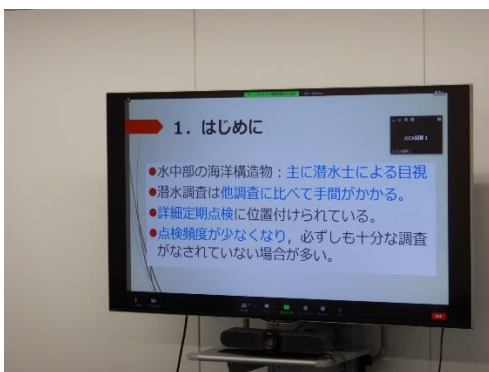 1. はじめに
●水中部の海洋構造物：主に潜水士による目視
●潜水調査は他調査に比べて手間がかかる。
●詳細定期点検に位置付けられている。
●点検頻度が少なくなり，必ずしも十分な調査
がなされていない場合が多い。